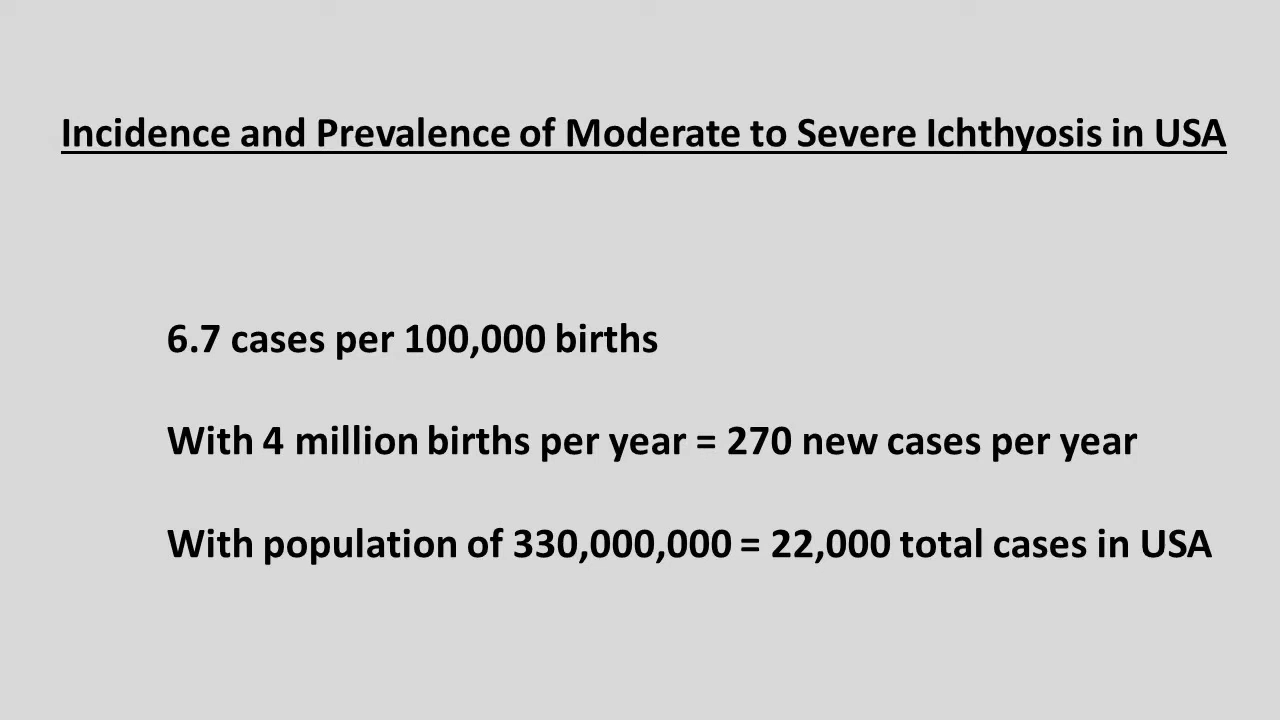 Incidence and Prevalence of Moderate to Severe Ichthyosis in USA
6.7 cases per 100,000 births
With 4 million births per year = 270 new cases per year
With population of 330,000,000 = 22,000 total cases in USA